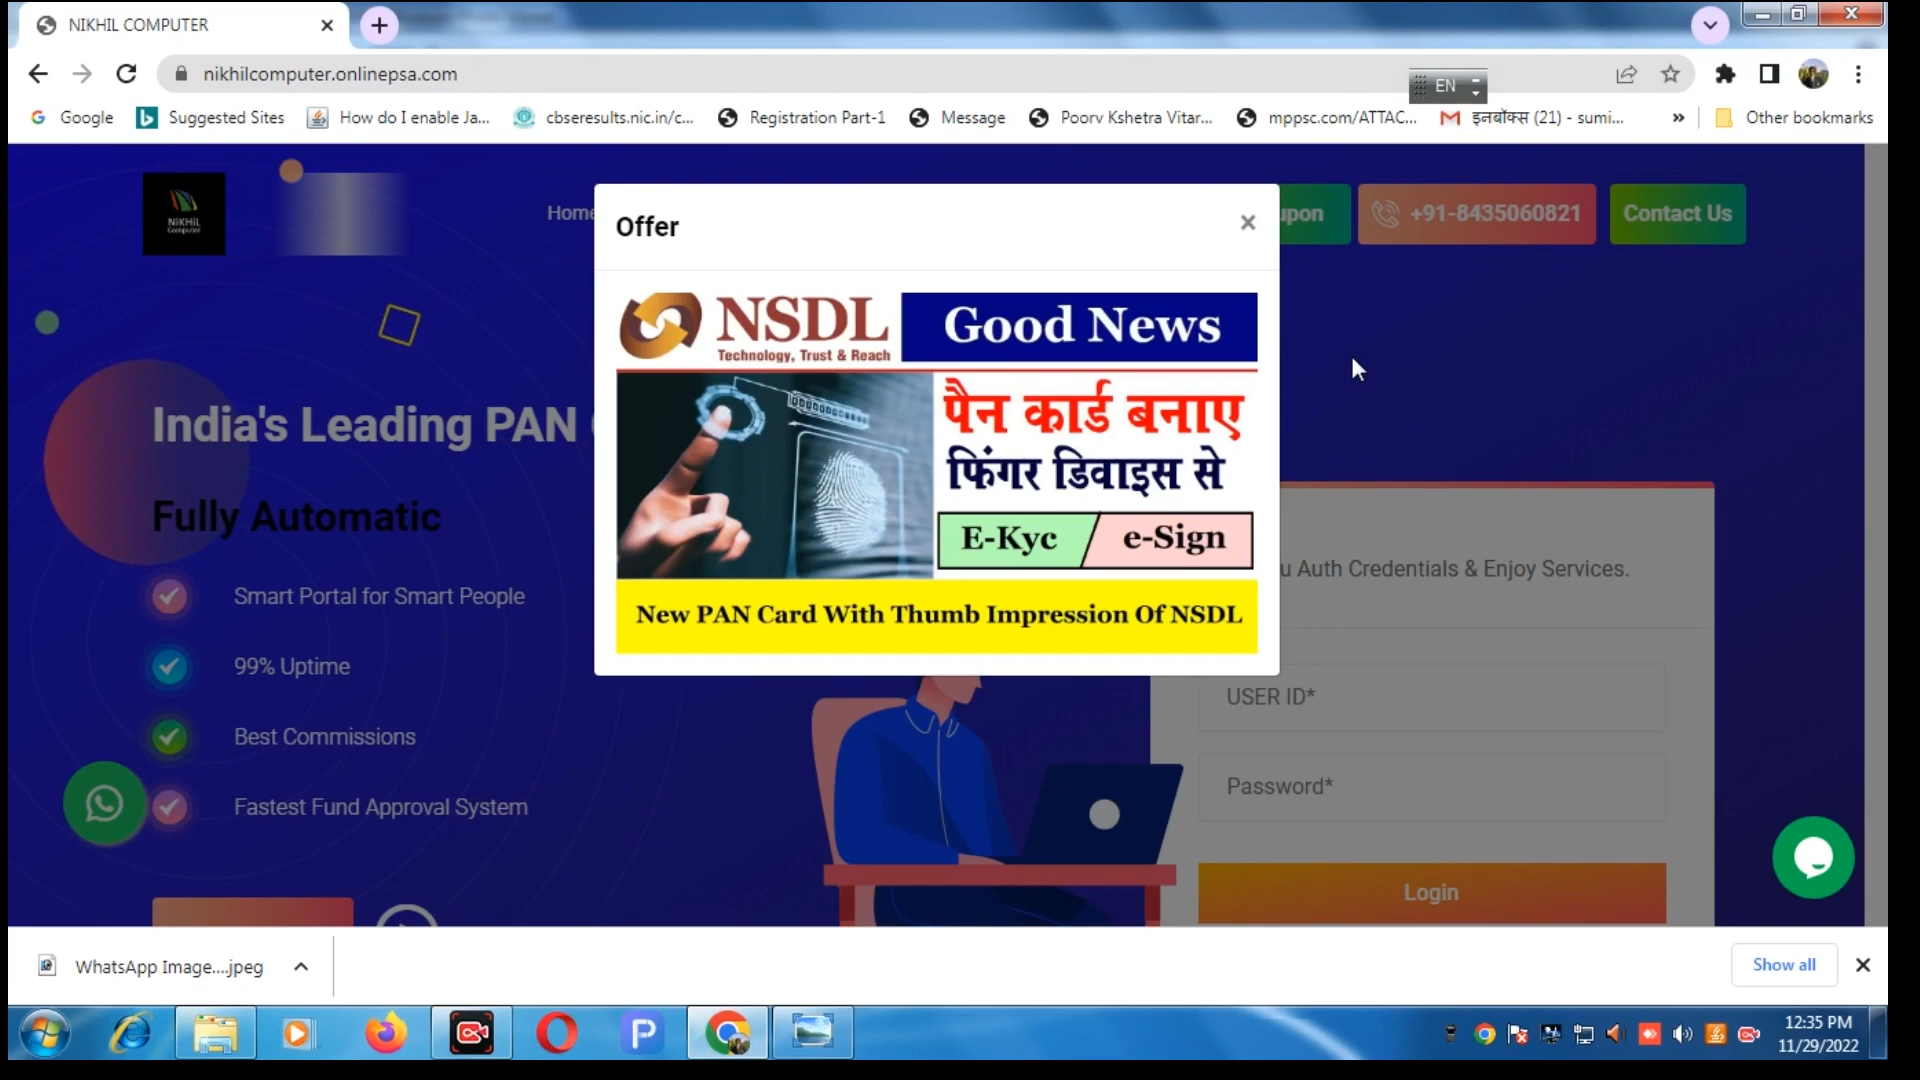 NIKHIL COMPUTER
nikhilcomputer.onlinepsa.com
EN
Google
Suggested Sites
How do I enable Ja...
cbseresults.nic.in/c...
Registration Part-1
Message
Poorv Kshetra Vitar...
mppsc.com/ATTAC...
इनबॉक्स (21) - sumi...
»
Other bookmarks
NiKHiL
Computer
Home
upon
+91-8435060821
Contact Us
Offer
×
NSDL
Technology, Trust & Reach
Good News
पैन कार्ड बनाए
फिंगर डिवाइस से
E-Kyc
e-Sign
New PAN Card With Thumb Impression Of NSDL
India's Leading PAN
Fully Automatic
Smart Portal for Smart People
99% Uptime
Best Commissions
Fastest Fund Approval System
u Auth Credentials & Enjoy Services.
USER ID*
Password*
Login
WhatsApp Image....jpeg
Show all
12:35 PM
11/29/2022